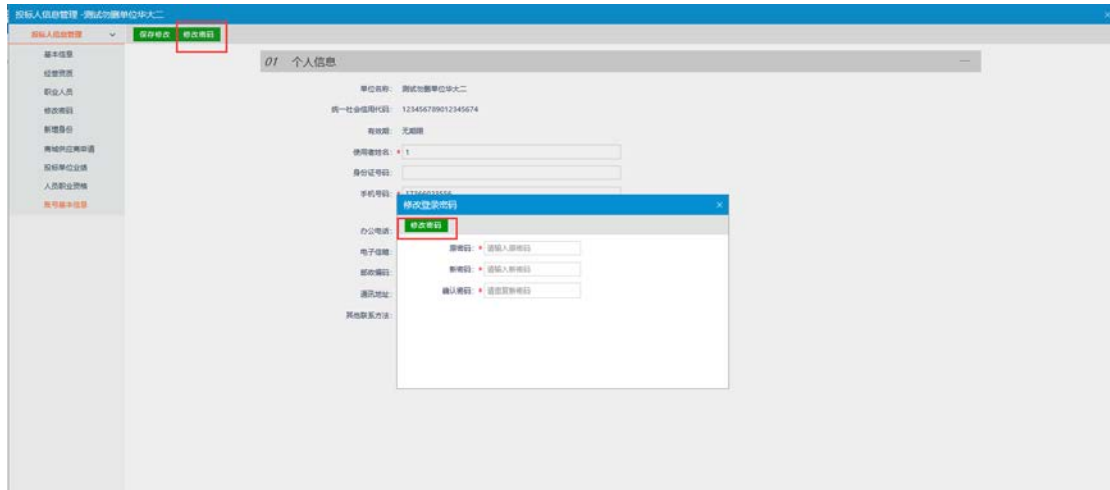 投标人信息管理 -测试勿删单位华大二
投标人信息管理
保存修改 修改密码
基本信息
经营资质
职业人员
修改密码
新增身份
商城供应商申请
投标单位业绩
人员职业资格
账号基本信息
01 个人信息
单位名称: 测试勿删单位华大二
统一社会信用代码: 123456789012345674
有效期: 无期限
使用者姓名: * 1
身份证号码:
手机号码: * 17366023556
办公电话:
电子信箱:
邮政编码:
通讯地址:
其他联系方法:
修改登录密码
修改密码
原密码: * 请输入原密码
新密码: * 请输入新密码
确认密码: * 请重复新密码